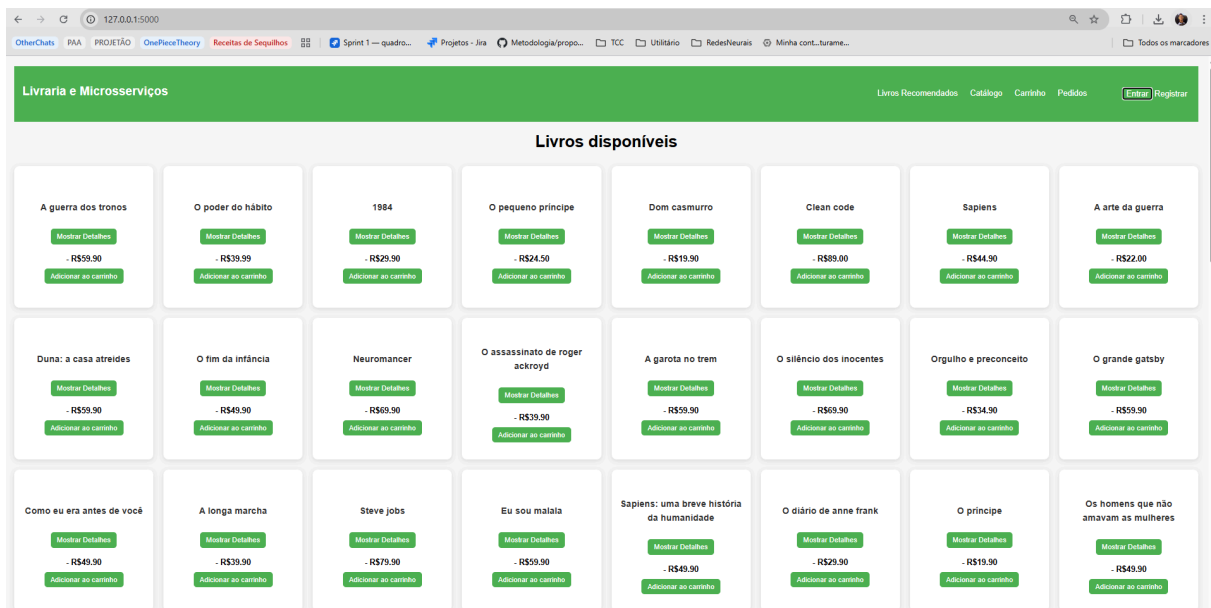 127.0.0.1:5000
OtherChats PAA PROJETÃO OnePieceTheory Receitas de Sequilhos Sprint 1 — quadro... Projetos - Jira Metodologia/propo... TCC Utilitário RedesNeurais Minha cont...turame... Todos os marcadores
Livraria e Microsserviços Livros Recomendados Catálogo Carrinho Pedidos Entrar Registrar
Livros disponíveis
A guerra dos tronos O poder do hábito 1984 O pequeno príncipe Dom casmurro Clean code Sapiens A arte da guerra
Mostrar Detalhes Mostrar Detalhes Mostrar Detalhes Mostrar Detalhes Mostrar Detalhes Mostrar Detalhes Mostrar Detalhes Mostrar Detalhes
- R$59.90 - R$39.99 - R$29.90 - R$24.50 - R$19.90 - R$89.00 - R$44.90 - R$22.00
Adicionar ao carrinho Adicionar ao carrinho Adicionar ao carrinho Adicionar ao carrinho Adicionar ao carrinho Adicionar ao carrinho Adicionar ao carrinho Adicionar ao carrinho
Duna: a casa atreides O fim da infância Neuromancer O assassinato de roger ackroyd A garota no trem O silêncio dos inocentes Orgulho e preconceito O grande gatsby
Mostrar Detalhes Mostrar Detalhes Mostrar Detalhes Mostrar Detalhes Mostrar Detalhes Mostrar Detalhes Mostrar Detalhes Mostrar Detalhes
- R$59.90 - R$49.90 - R$69.90 - R$39.90 - R$59.90 - R$69.90 - R$34.90 - R$59.90
Adicionar ao carrinho Adicionar ao carrinho Adicionar ao carrinho Adicionar ao carrinho Adicionar ao carrinho Adicionar ao carrinho Adicionar ao carrinho Adicionar ao carrinho
Como eu era antes de você A longa marcha Steve jobs Eu sou malala Sapiens: uma breve história da humanidade O diário de anne frank O príncipe Os homens que não amavam as mulheres
Mostrar Detalhes Mostrar Detalhes Mostrar Detalhes Mostrar Detalhes Mostrar Detalhes Mostrar Detalhes Mostrar Detalhes Mostrar Detalhes
- R$49.90 - R$39.90 - R$79.90 - R$59.90 - R$49.90 - R$29.90 - R$19.90 - R$49.90
Adicionar ao carrinho Adicionar ao carrinho Adicionar ao carrinho Adicionar ao carrinho Adicionar ao carrinho Adicionar ao carrinho Adicionar ao carrinho Adicionar ao carrinho